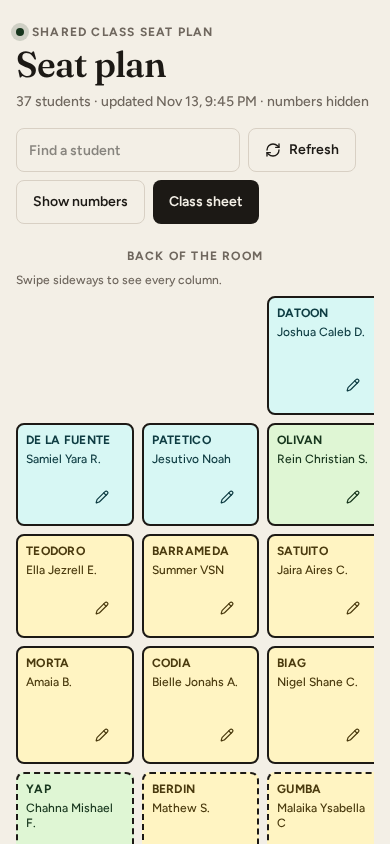 SHARED CLASS SEAT PLAN
Seat plan
37 students · updated Nov 13, 9:45 PM · numbers hidden
Find a student
Refresh
Show numbers
Class sheet
BACK OF THE ROOM
Swipe sideways to see every column.
DATOON
Joshua Caleb D.
DE LA FUENTE
Samiel Yara R.
PATETICO
Jesutivo Noah
OLIVAN
Rein Christian S.
TEODORO
Ella Jezrell E.
BARRAMEDA
Summer VSN
SATUITO
Jaira Aires C.
MORTA
Amaia B.
CODIA
Bielle Jonahs A.
BIAG
Nigel Shane C.
YAP
Chahna Mishael
F.
BERDIN
Mathew S.
GUMBA
Malaika Ysabella
C